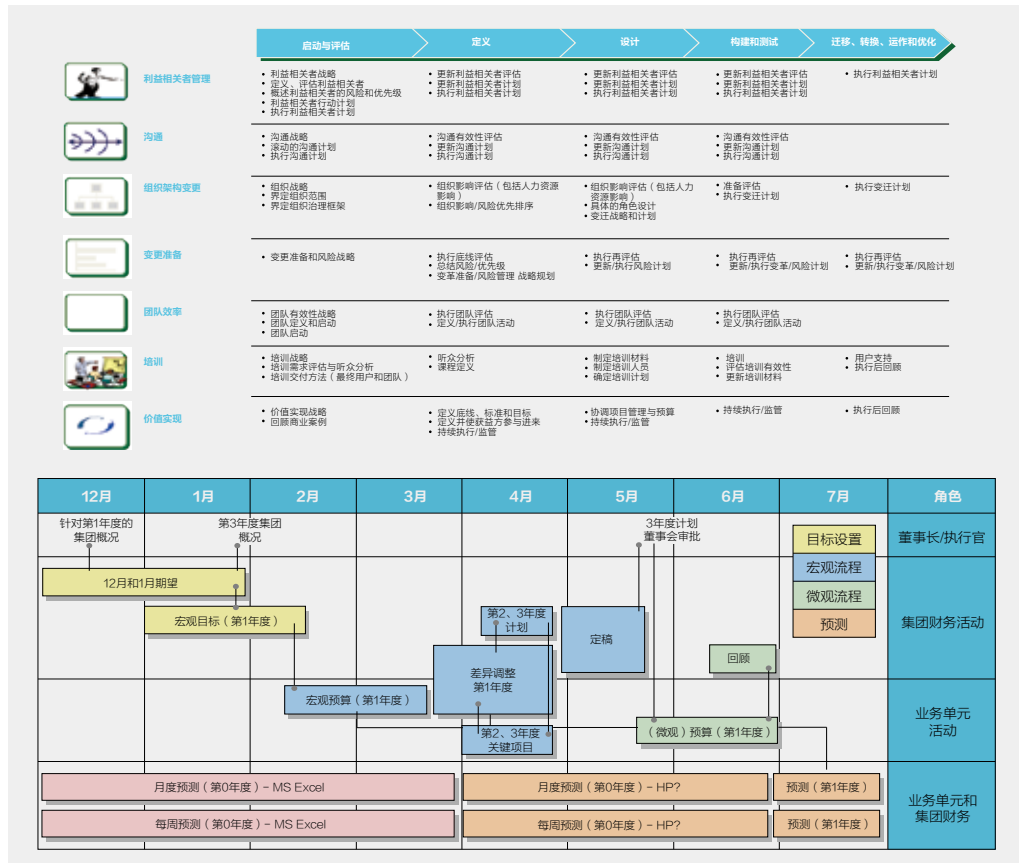 启动与评估
定义
设计
构建和测试
迁移、转换、运作和优化
利益相关者管理
• 利益相关者战略
• 定义、评估利益相关者
• 概述利益相关者的风险和优先级
• 利益相关者行动计划
• 执行利益相关者计划
• 更新利益相关者评估
• 更新利益相关者计划
• 执行利益相关者计划
• 更新利益相关者评估
• 更新利益相关者计划
• 执行利益相关者计划
• 更新利益相关者评估
• 更新利益相关者计划
• 执行利益相关者计划
• 执行利益相关者计划
沟通
• 沟通战略
• 滚动的沟通计划
• 执行沟通计划
• 沟通有效性评估
• 更新沟通计划
• 执行沟通计划
• 沟通有效性评估
• 更新沟通计划
• 执行沟通计划
• 沟通有效性评估
• 更新沟通计划
• 执行沟通计划
组织架构变更
• 组织战略
• 界定组织范围
• 界定组织治理框架
• 组织影响评估（包括人力资源
影响）
• 组织影响/风险优先排序
• 组织影响评估（包括人力
资源影响）
• 具体的角色设计
• 变迁战略和计划
• 准备评估
• 执行变迁计划
• 执行变迁计划
变更准备
• 变更准备和风险战略
• 执行底线评估
• 总结风险/优先级
• 变革准备/风险管理 战略规划
• 执行再评估
• 更新/执行风险计划
• 执行再评估
• 更新/执行变革/风险计划
• 执行再评估
• 更新/执行变革/风险计划
团队效率
• 团队有效性战略
• 团队定义和启动
• 团队启动
• 执行团队评估
• 定义/执行团队活动
• 执行团队评估
• 定义/执行团队活动
• 执行团队评估
• 定义/执行团队活动
培训
• 培训战略
• 培训需求评估与听众分析
• 培训交付方法（最终用户和团队）
• 听众分析
• 课程定义
• 制定培训材料
• 制定培训人员
• 确定培训计划
• 培训
• 评估培训有效性
• 更新培训材料
• 用户支持
• 执行后回顾
价值实现
• 价值实现战略
• 回顾商业案例
• 定义底线、标准和目标
• 定义并使获益方参与进来
• 持续执行/监管
• 协调项目管理与预算
• 持续执行/监管
• 持续执行/监管
• 执行后回顾
12月
1月
2月
3月
4月
5月
6月
7月
角色
针对第1年度的
集团概况
第3年度集团
概况
3年度计划
董事会审批
目标设置
宏观流程
微观流程
预测
董事长/执行官
12月和1月期望
宏观目标（第1年度）
第2、3年度
计划
定稿
回顾
集团财务活动
差异调整
第1年度
宏观预算（第1年度）
第2、3年度
关键项目
（微观）预算（第1年度）
业务单元
活动
月度预测（第0年度）– MS Excel
月度预测（第0年度）– HP?
预测（第1年度）
每周预测（第0年度）– MS Excel
每周预测（第0年度）– HP?
预测（第1年度）
业务单元和
集团财务